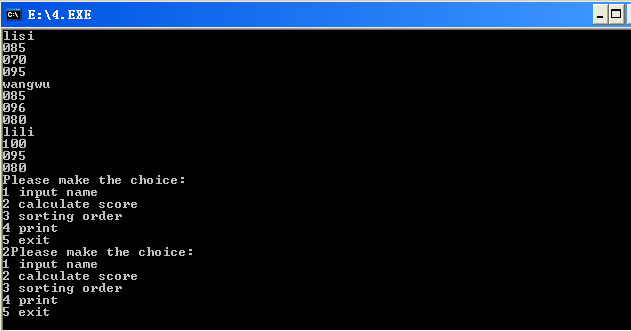 E:\4.EXE
lisi
085
070
095
wangwu
085
096
080
lili
100
095
080
Please make the choice:
1 input name
2 calculate score
3 sorting order
4 print
5 exit
2Please make the choice:
1 input name
2 calculate score
3 sorting order
4 print
5 exit